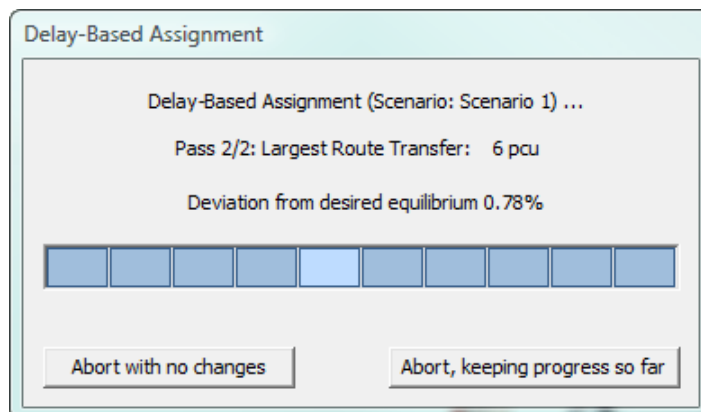 Delay-Based Assignment
Delay-Based Assignment (Scenario: Scenario 1) ...
Pass 2/2: Largest Route Transfer: 6 pcu
Deviation from desired equilibrium 0.78%
Abort with no changes
Abort, keeping progress so far